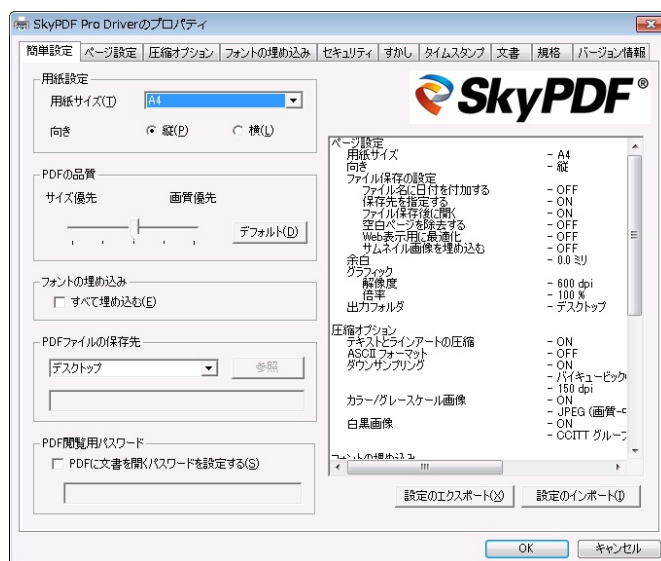 SkyPDF Pro Driverのプロパティ
簡単設定 ページ設定 圧縮オプション フォントの埋め込み セキュリティ すかし タイムスタンプ 文書 規格 バージョン情報
用紙設定
用紙サイズ(T) A4
向き 縦(P) 横(L)
PDFの品質
サイズ優先 画質優先
デフォルト(D)
フォントの埋め込み
すべて埋め込む(E)
PDFファイルの保存先
デスクトップ 参照
PDF閲覧用パスワード
PDFに文書を開くパスワードを設定する(S)
SkyPDF®
ページ設定
用紙サイズ - A4
向き - 縦
ファイル保存の設定
ファイル名に日付を付加する - OFF
保存先を指定する - ON
ファイル保存後に開く - ON
空白ページを除去する - OFF
Web表示用に最適化 - OFF
サムネイル画像を埋め込む - OFF
余白 - 0.0 ミリ
グラフィック
解像度 - 600 dpi
倍率 - 100 %
出力フォルダ - デスクトップ
圧縮オプション
テキストとラインアートの圧縮 - ON
ASCII フォーマット - OFF
ダウンサンプリング - ON
- バイキュービック
- 150 dpi
カラー/グレースケール画像 - ON
- JPEG (画質-
白黒画像 - ON
- CCITT グルー
フォントの埋め込み
設定のエクスポート(X) 設定のインポート(I)
OK キャンセル